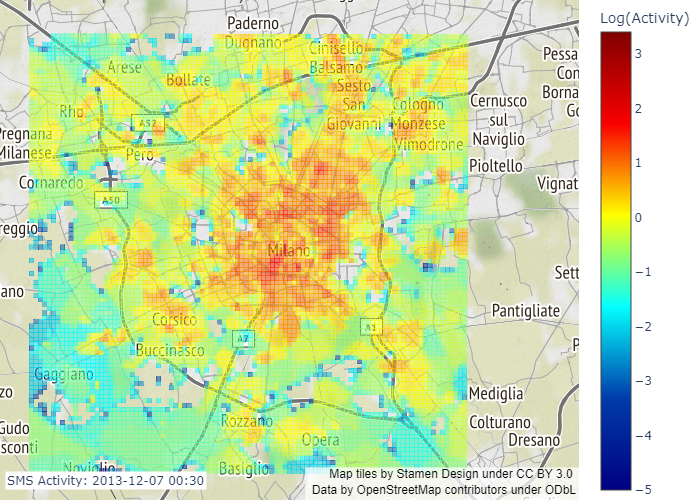 Log(Activity)
3
2
1
0
−1
−2
−3
−4
−5
Paderno
Dugnano
Cinisello
Balsamo
Arese
Bollate
Sesto
San
Giovanni
Rho
A52
Cologno
Monzese
Vimodrone
Cernusco
sul
Naviglio
Pessa
Con
Borna
Go
Pregnana
Milanese
Pero
Pioltello
Cornaredo
A50
Vignat
reggio
Milano
Sett
ano
Corsico
A7
A1
Pantigliate
Buccinasco
P
Gaggiano
zo
Mediglia
Gudo
sconti
Rozzano
Colturano
Dresano
Opera
Noviglio
Basiglio
SMS Activity: 2013-12-07 00:30
Map tiles by Stamen Design under CC BY 3.0
Data by OpenStreetMap contributors under ODbL